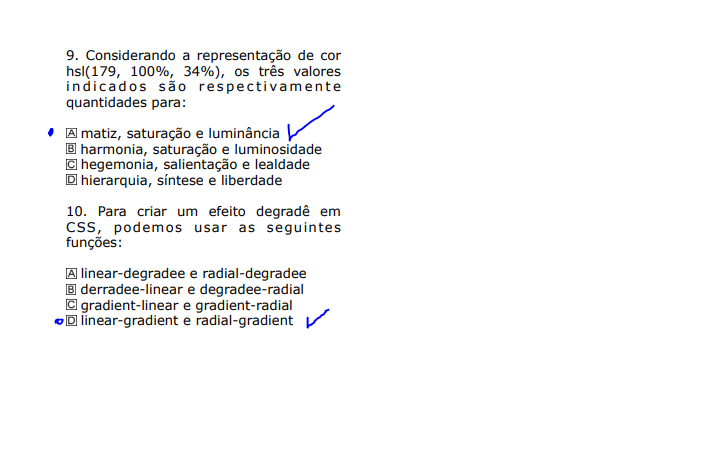 9. Considerando a representação de cor
hsl(179, 100%, 34%), os três valores
indicados são respectivamente
quantidades para:
A matiz, saturação e luminância
B harmonia, saturação e luminosidade
C hegemonia, salientação e lealdade
D hierarquia, síntese e liberdade
10. Para criar um efeito degradê em
CSS, podemos usar as seguintes
funções:
A linear-degradee e radial-degradee
B derradee-linear e degradee-radial
C gradient-linear e gradient-radial
D linear-gradient e radial-gradient